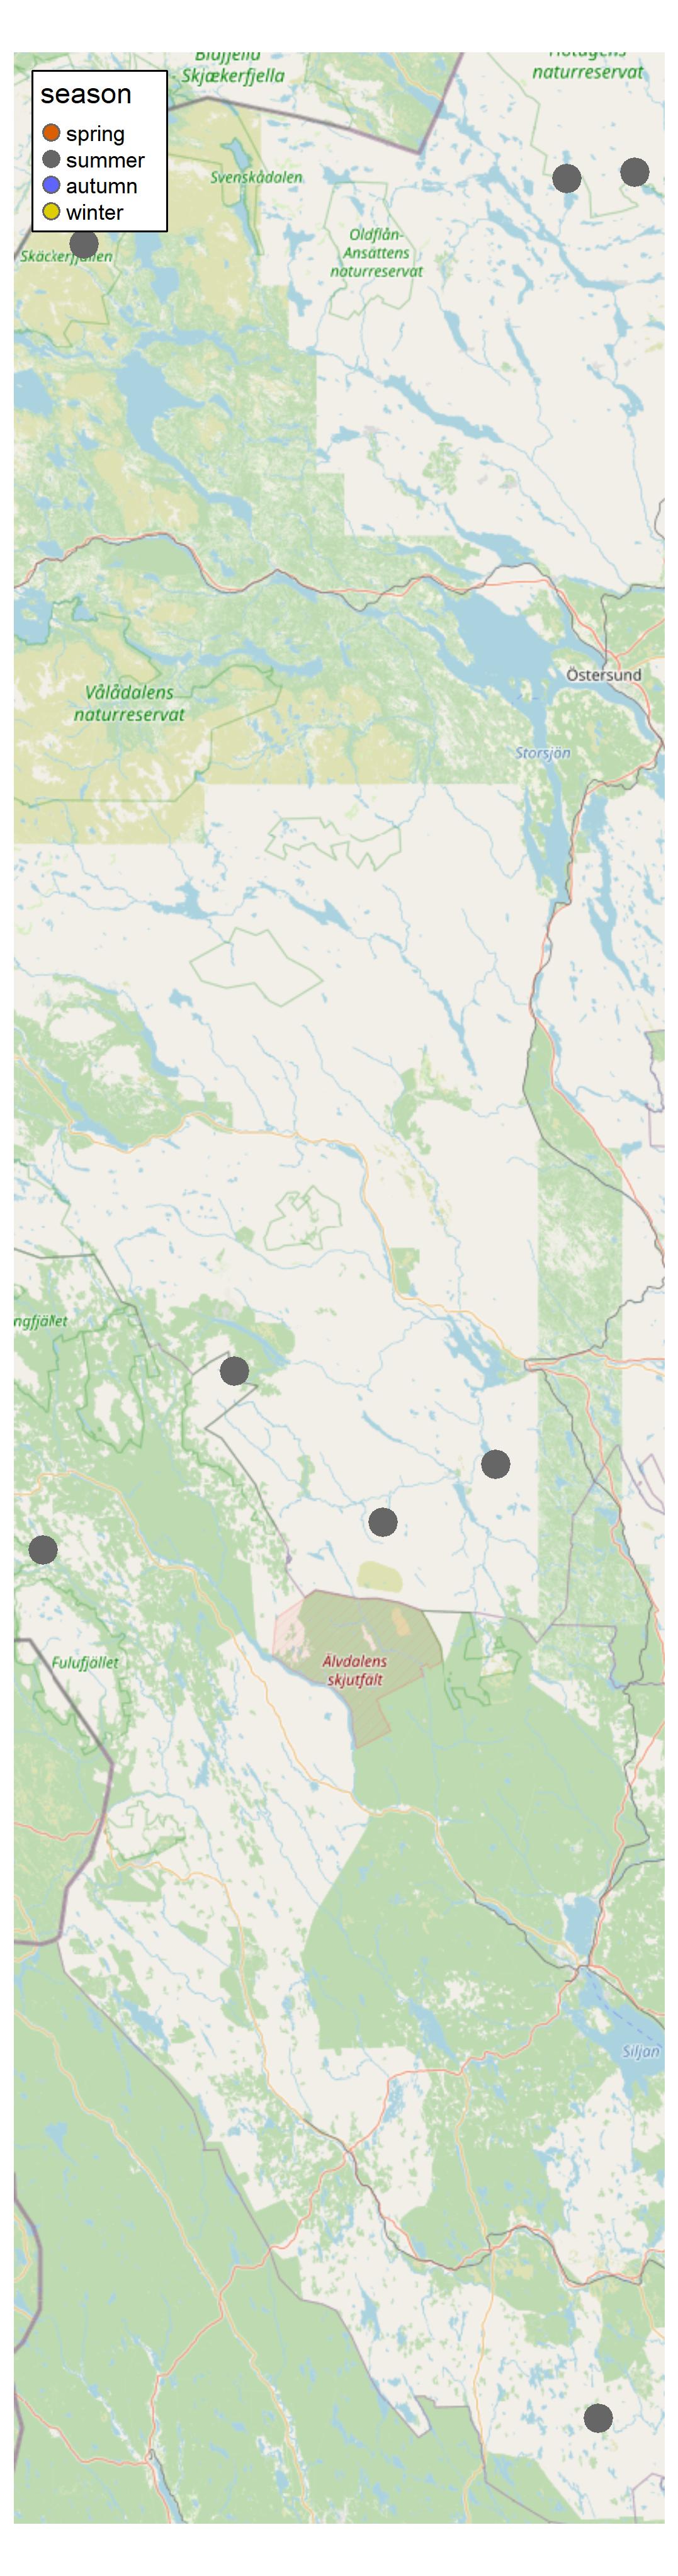 Blåfjella
- Skjækerfjella
Hotagens
naturreservat
season
spring
summer
autumn
winter
Svenskådalen
Oldflån-
Ansättens
naturreservat
Skäckerfjällen
Vålådalens
naturreservat
Östersund
Storsjön
ngfjället
Fulufjället
Älvdalens
skjutfält
Siljan